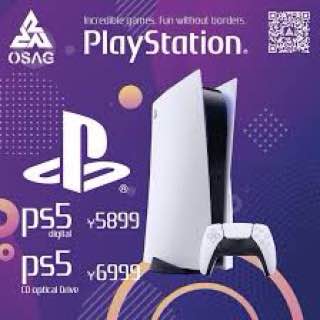 Incredible games. Fun without borders.
OSAG
PlayStation®
ps5
digital
¥5899
ps5
CD optical Drive
¥6999